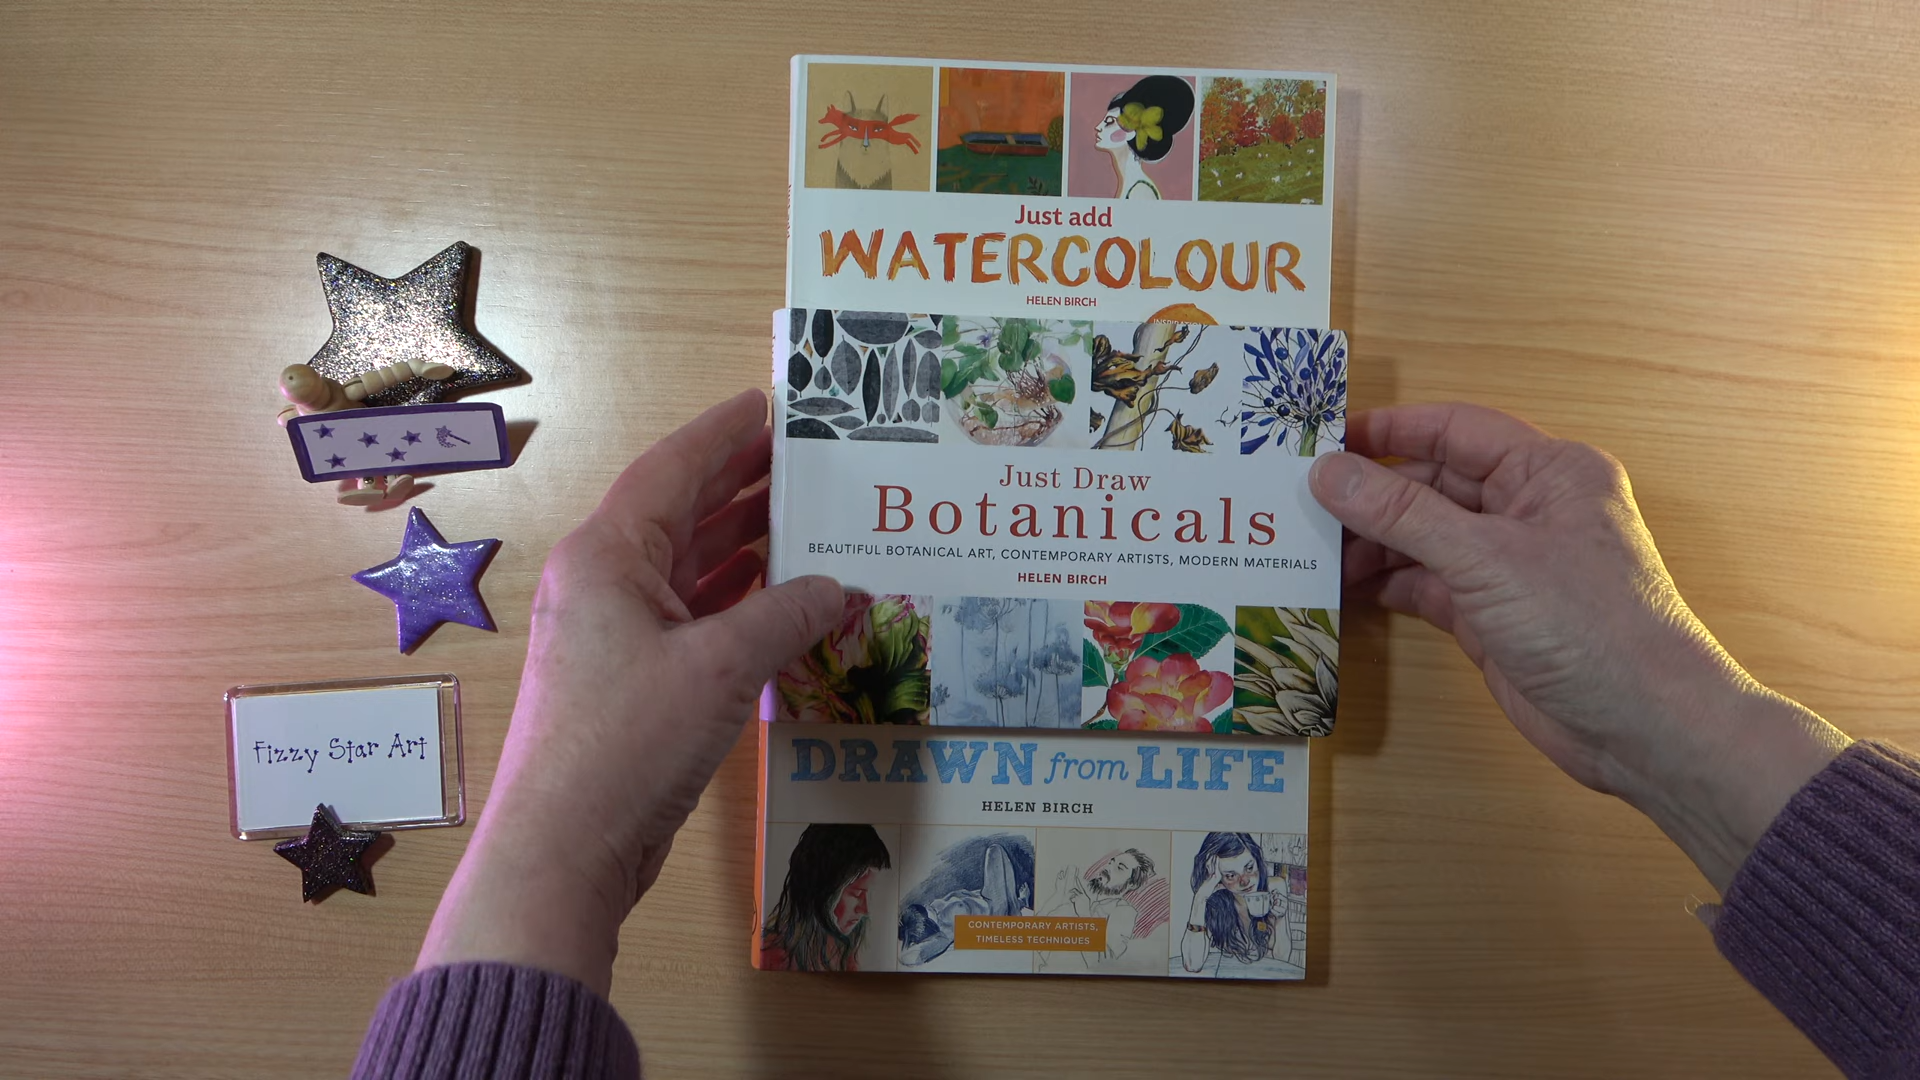 Just add
WATERCOLOUR
HELEN BIRCH
Just Draw
Botanicals
BEAUTIFUL BOTANICAL ART, CONTEMPORARY ARTISTS, MODERN MATERIALS
HELEN BIRCH
DRAWN from LIFE
HELEN BIRCH
CONTEMPORARY ARTISTS,
TIMELESS TECHNIQUES
Fizzy Star Art